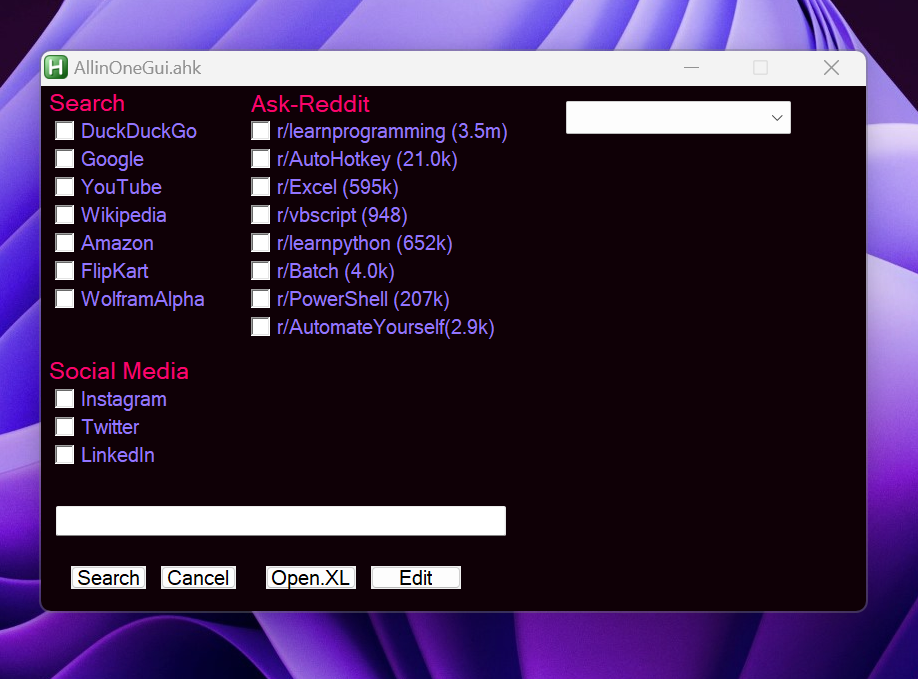 AllinOneGui.ahk
Search
DuckDuckGo
Google
YouTube
Wikipedia
Amazon
FlipKart
WolframAlpha
Ask-Reddit
r/learnprogramming (3.5m)
r/AutoHotkey (21.0k)
r/Excel (595k)
r/vbscript (948)
r/learnpython (652k)
r/Batch (4.0k)
r/PowerShell (207k)
r/AutomateYourself(2.9k)
Social Media
Instagram
Twitter
LinkedIn
Search Cancel Open.XL Edit